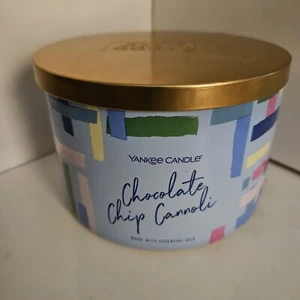 YANKEE CANDLE®
Chocolate
Chip Cannoli
MADE WITH ESSENTIAL OILS